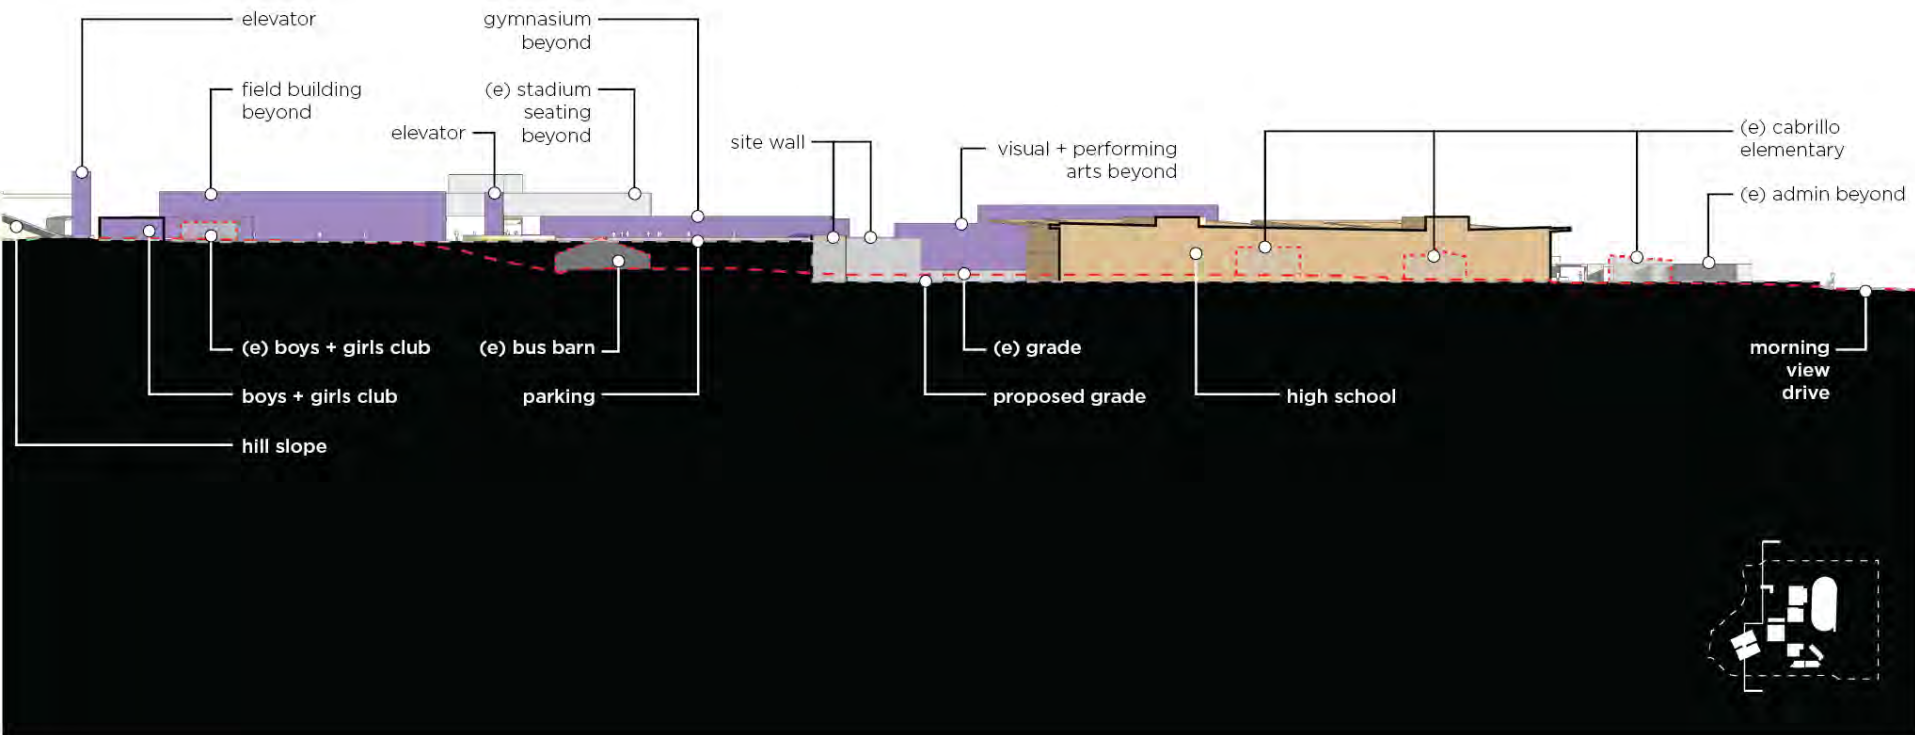 elevator
gymnasium
beyond
field building
beyond
(e) stadium
seating
beyond
elevator
site wall
visual + performing
arts beyond
(e) cabrillo
elementary
(e) admin beyond
(e) boys + girls club
(e) bus barn
(e) grade
morning
view
drive
boys + girls club
parking
proposed grade
high school
hill slope